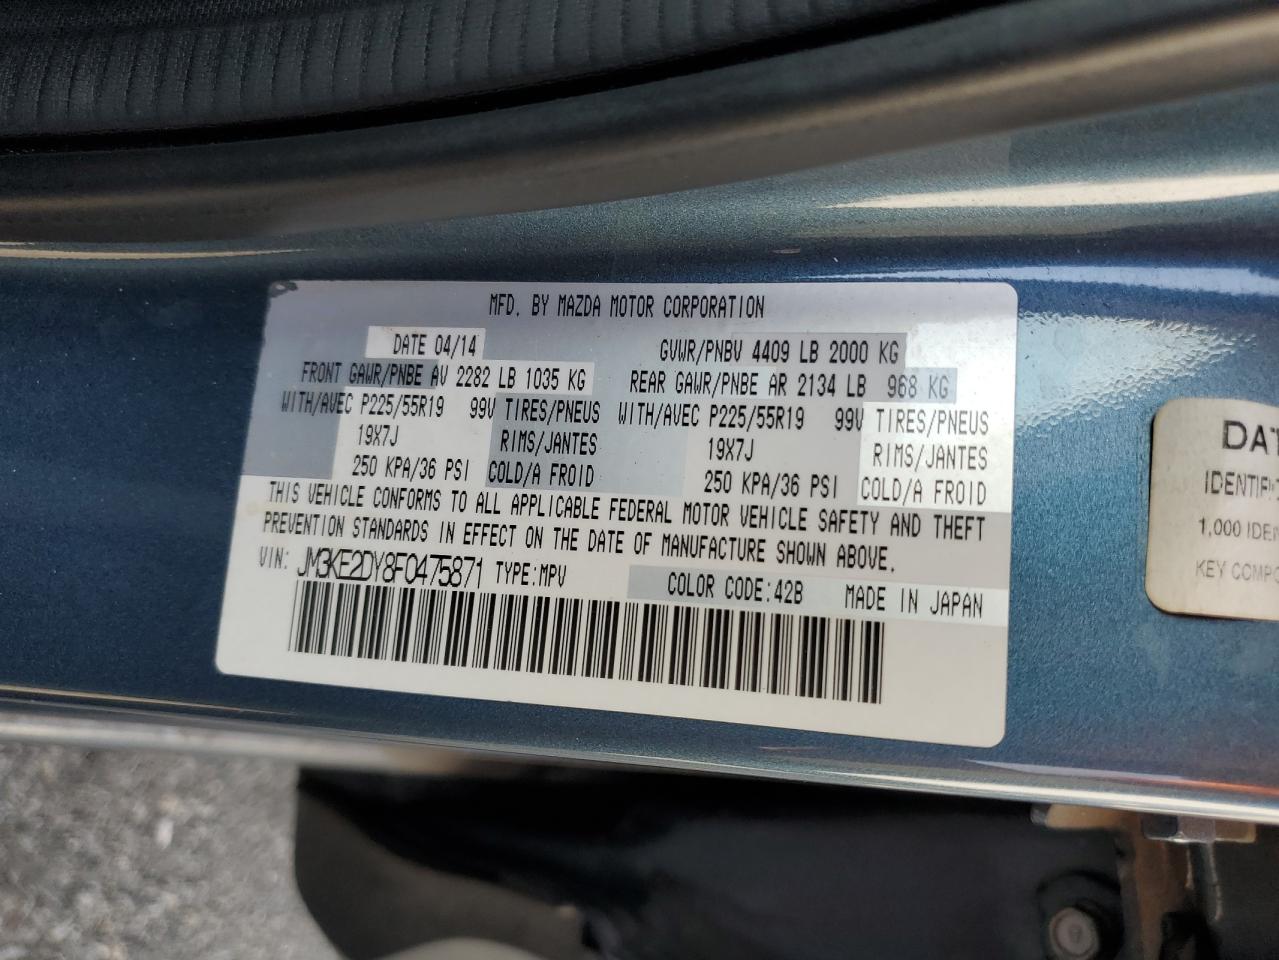 MFD. BY MAZDA MOTOR CORPORATION
DATE 04/14 GVWR/PNBV 4409 LB 2000 KG
FRONT GAWR/PNBE AV 2282 LB 1035 KG REAR GAWR/PNBE AR 2134 LB 968 KG
WITH/AVEC P225/55R19 99V TIRES/PNEUS WITH/AVEC P225/55R19 99V TIRES/PNEUS
19X7J RIMS/JANTES 19X7J RIMS/JANTES
250 KPA/36 PSI COLD/A FROID 250 KPA/36 PSI COLD/A FROID
THIS VEHICLE CONFORMS TO ALL APPLICABLE FEDERAL MOTOR VEHICLE SAFETY AND THEFT
PREVENTION STANDARDS IN EFFECT ON THE DATE OF MANUFACTURE SHOWN ABOVE.
VIN: JM3KE2DY8F0475871 TYPE:MPV COLOR CODE:42B MADE IN JAPAN
DAT
IDENTIFI
1,000 IDE
KEY COMP